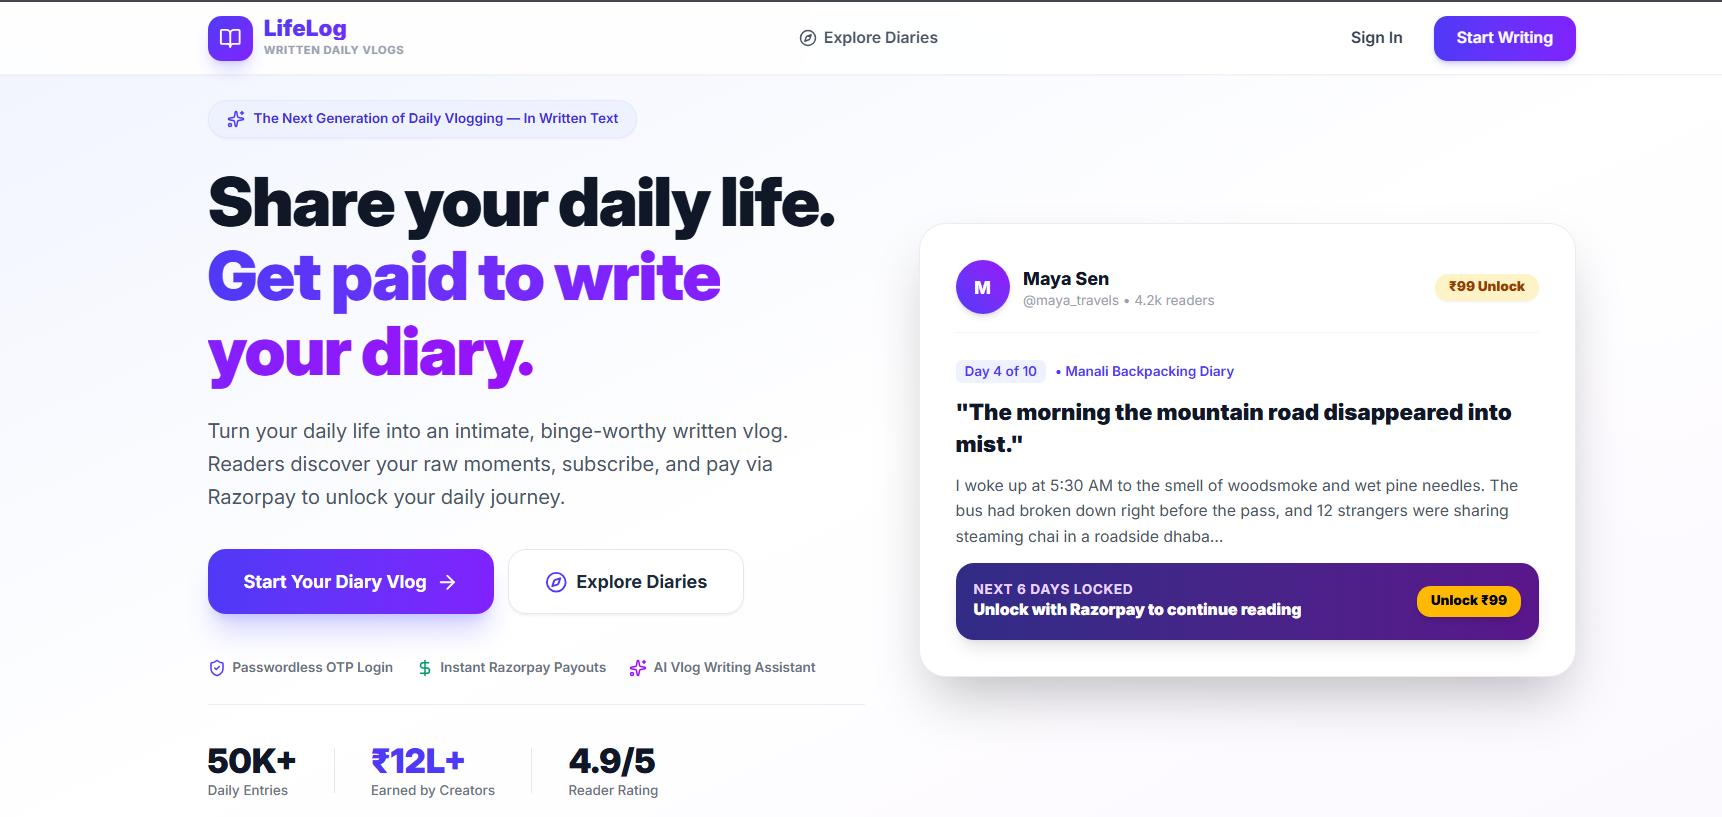 LifeLog
WRITTEN DAILY VLOGS
Explore Diaries
Sign In
Start Writing
The Next Generation of Daily Vlogging — In Written Text
Share your daily life.
Get paid to write
your diary.
Turn your daily life into an intimate, binge-worthy written vlog.
Readers discover your raw moments, subscribe, and pay via
Razorpay to unlock your daily journey.
Start Your Diary Vlog
Explore Diaries
Passwordless OTP Login
Instant Razorpay Payouts
AI Vlog Writing Assistant
50K+
Daily Entries
₹12L+
Earned by Creators
4.9/5
Reader Rating
M
Maya Sen
@maya_travels • 4.2k readers
₹99 Unlock
Day 4 of 10 • Manali Backpacking Diary
"The morning the mountain road disappeared into
mist."
I woke up at 5:30 AM to the smell of woodsmoke and wet pine needles. The
bus had broken down right before the pass, and 12 strangers were sharing
steaming chai in a roadside dhaba...
NEXT 6 DAYS LOCKED
Unlock with Razorpay to continue reading
Unlock ₹99